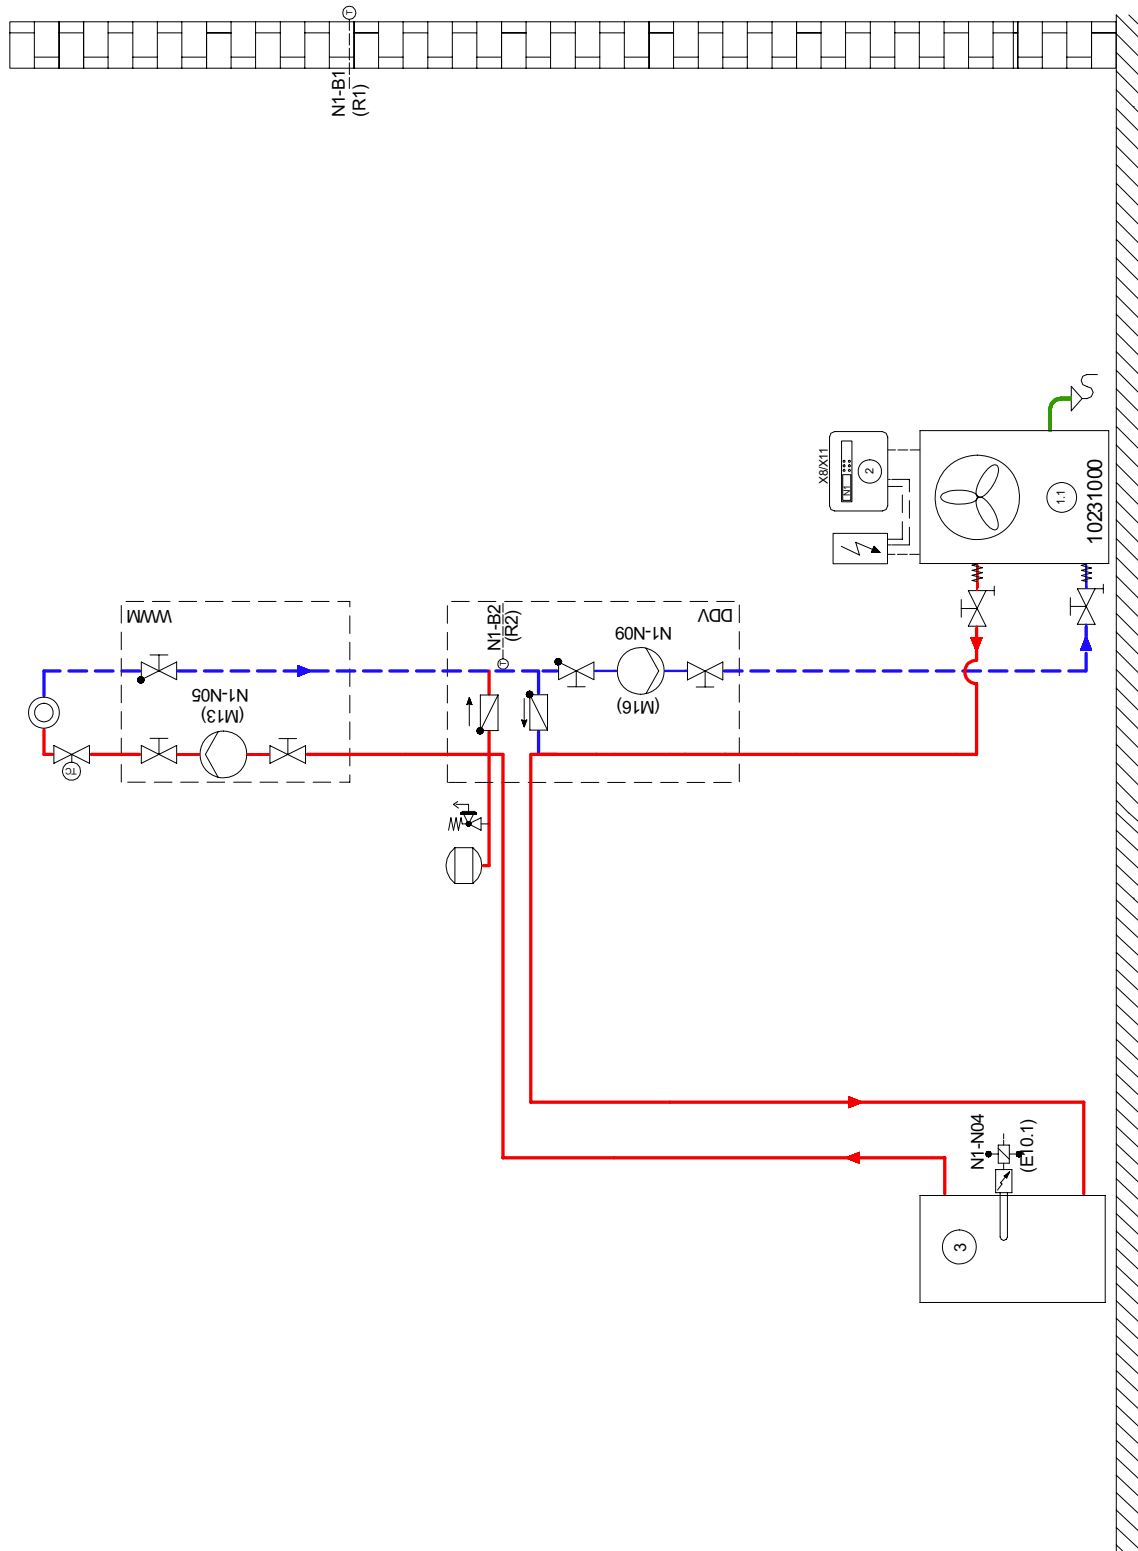 T
N1-B1
(R1)
WWM
N1-N05
(M13)
TC
N1-B2
(R2)
T
DDV
N1-N09
(M16)
X8/X11
N1
2
1.1
10231000
N1-N04
(E10.1)
3